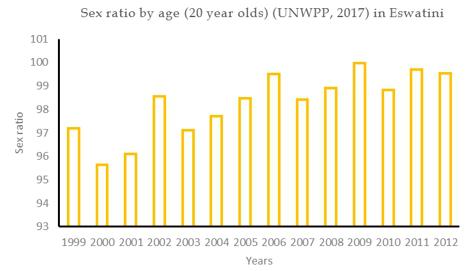 Sex ratio by age (20 year olds) (UNWPP, 2017) in Eswatini
101
100
99
98
97
96
95
94
93
Sex ratio
1999 2000 2001 2002 2003 2004 2005 2006 2007 2008 2009 2010 2011 2012
Years